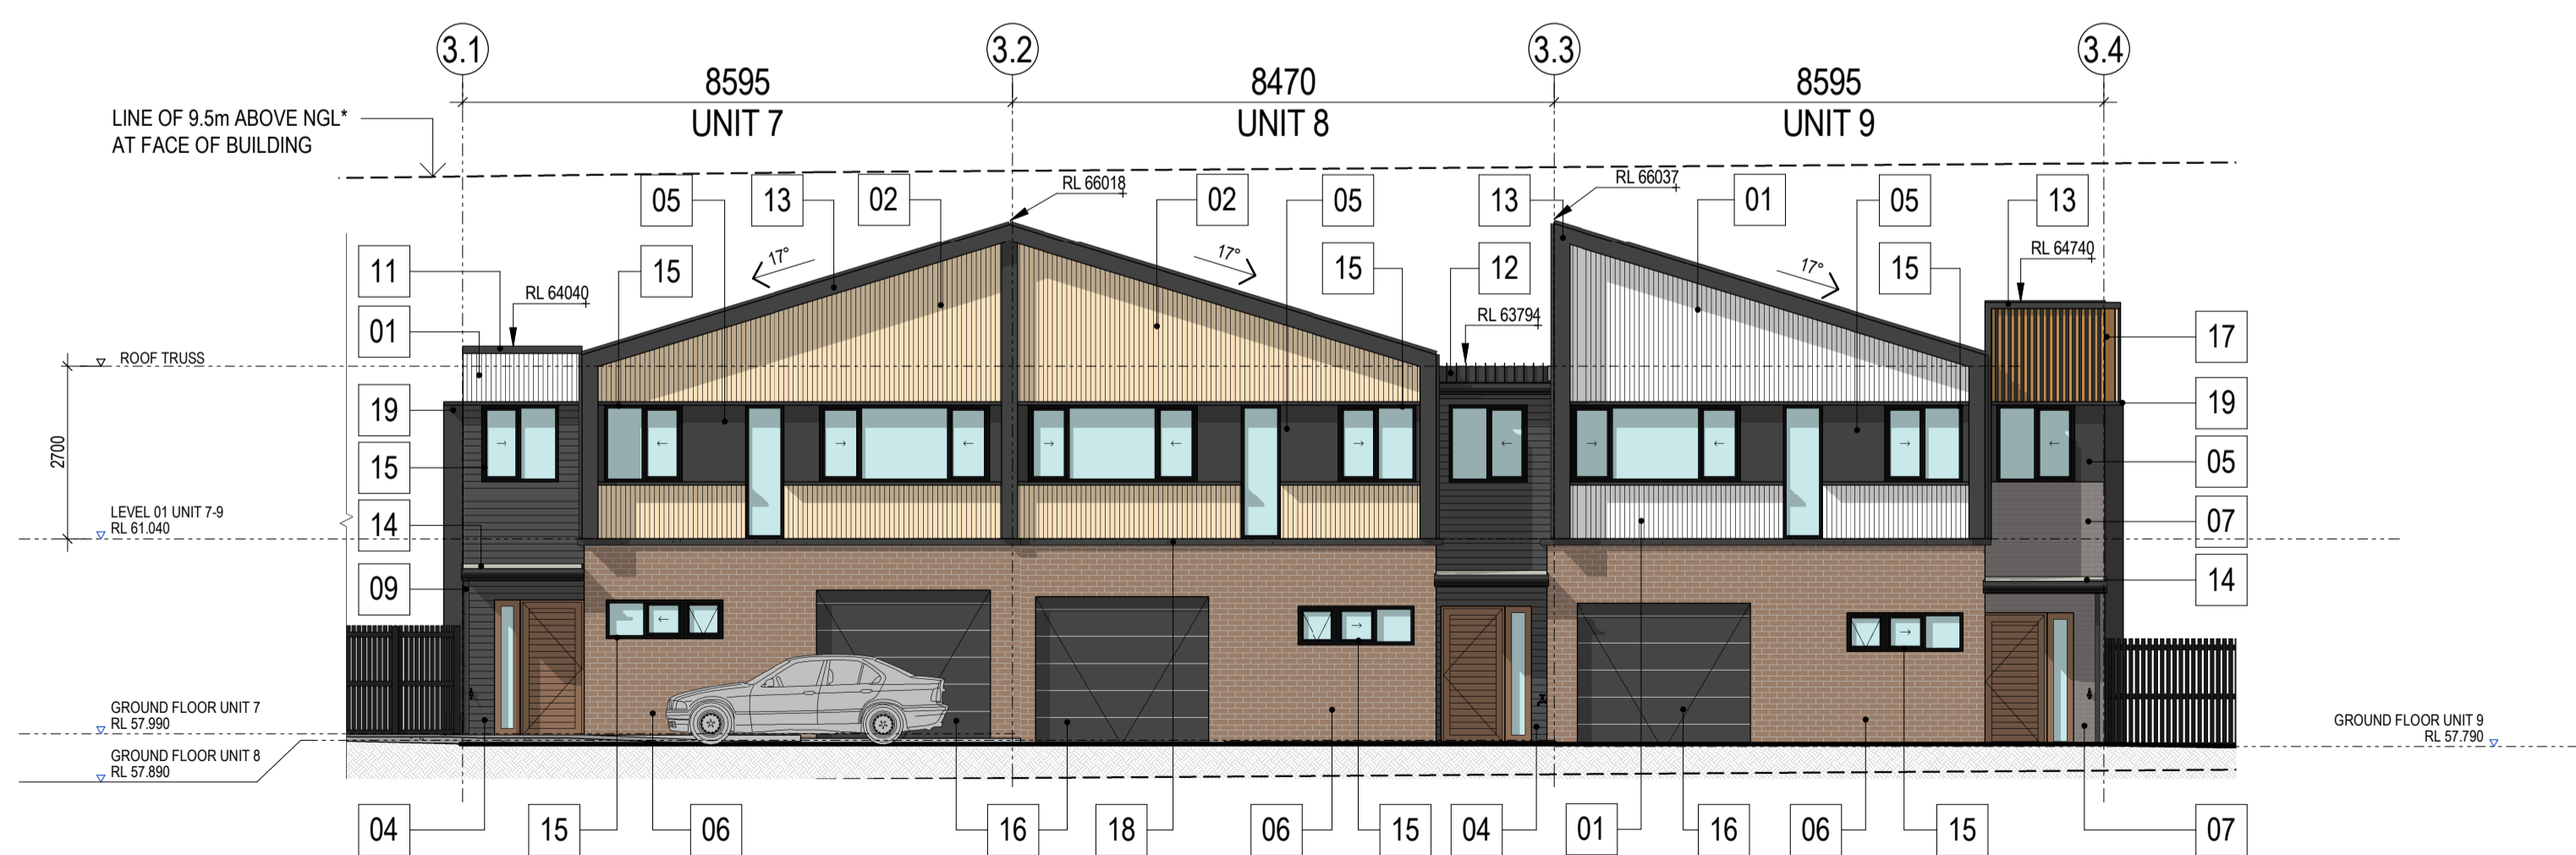 3.1 3.2 3.3 3.4
8595 8470 8595
UNIT 7 UNIT 8 UNIT 9
LINE OF 9.5m ABOVE NGL*
AT FACE OF BUILDING
RL 66018 RL 66037
05 13 02 02 05 13 01 05 13
17° 17° 17°
11 15 15 12 15
RL 64040 RL 63794 RL 64740
01 17
ROOF TRUSS
19 19
2700
15 05
LEVEL 01 UNIT 7-9
RL 61.040
14 07
09 14
GROUND FLOOR UNIT 7
RL 57.990
GROUND FLOOR UNIT 8
RL 57.890
GROUND FLOOR UNIT 9
RL 57.790
04 15 06 16 18 06 15 04 01 16 06 15 07